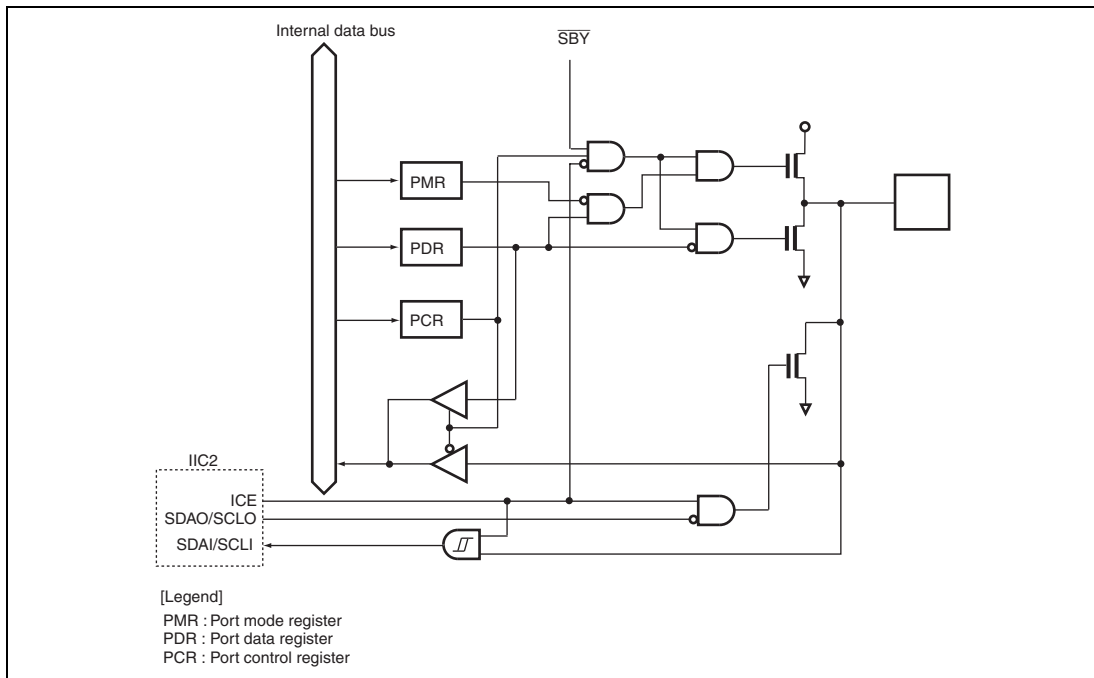 Internal data bus
SBY
PMR
PDR
PCR
IIC2
ICE
SDAO/SCLO
SDAI/SCLI
[Legend]
PMR : Port mode register
PDR : Port data register
PCR : Port control register